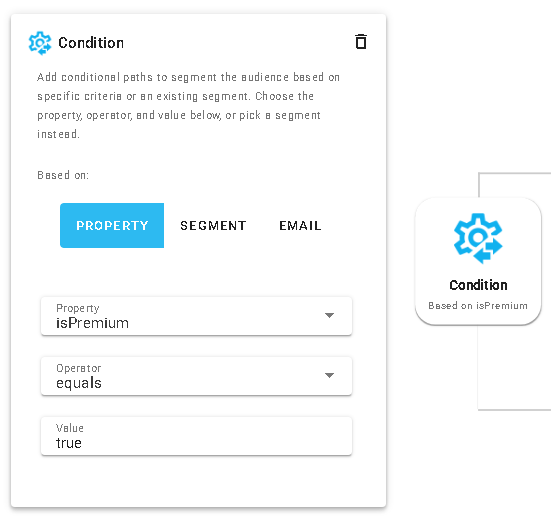 Condition
Add conditional paths to segment the audience based on
specific criteria or an existing segment. Choose the
property, operator, and value below, or pick a segment
instead.
Based on:
PROPERTY SEGMENT EMAIL
Property
isPremium
Operator
equals
Value
true
Condition
Based on isPremium